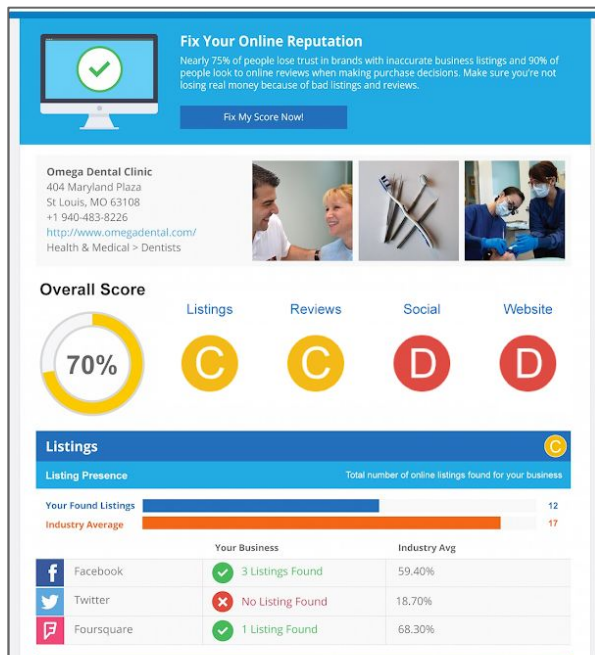 Fix Your Online Reputation
Nearly 75% of people lose trust in brands with inaccurate business listings and 90% of
people look to online reviews when making purchase decisions. Make sure you're not
losing real money because of bad listings and reviews.
Fix My Score Now!
Omega Dental Clinic
404 Maryland Plaza
St Louis, MO 63108
+1 940-483-8226
http://www.omegadental.com/
Health & Medical > Dentists
Overall Score
Listings Reviews Social Website
70% C C D D
Listings C
Listing Presence Total number of online listings found for your business
Your Found Listings 12
Industry Average 17
Your Business Industry Avg
Facebook 3 Listings Found 59.40%
Twitter No Listing Found 18.70%
Foursquare 1 Listing Found 68.30%